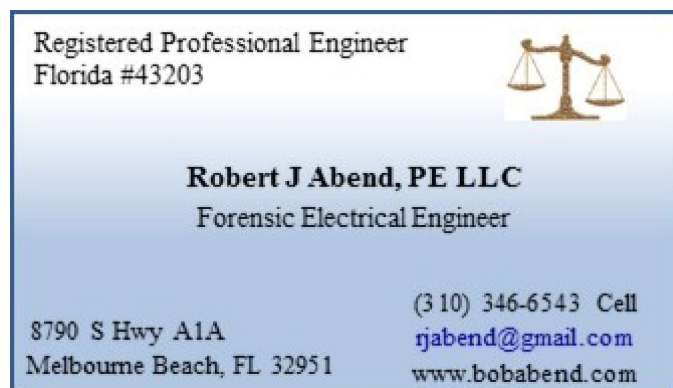 Registered Professional Engineer
Florida #43203
Robert J Abend, PE LLC
Forensic Electrical Engineer
(310) 346-6543 Cell
8790 S Hwy A1A
rjabend@gmail.com
Melbourne Beach, FL 32951
www.bobabend.com